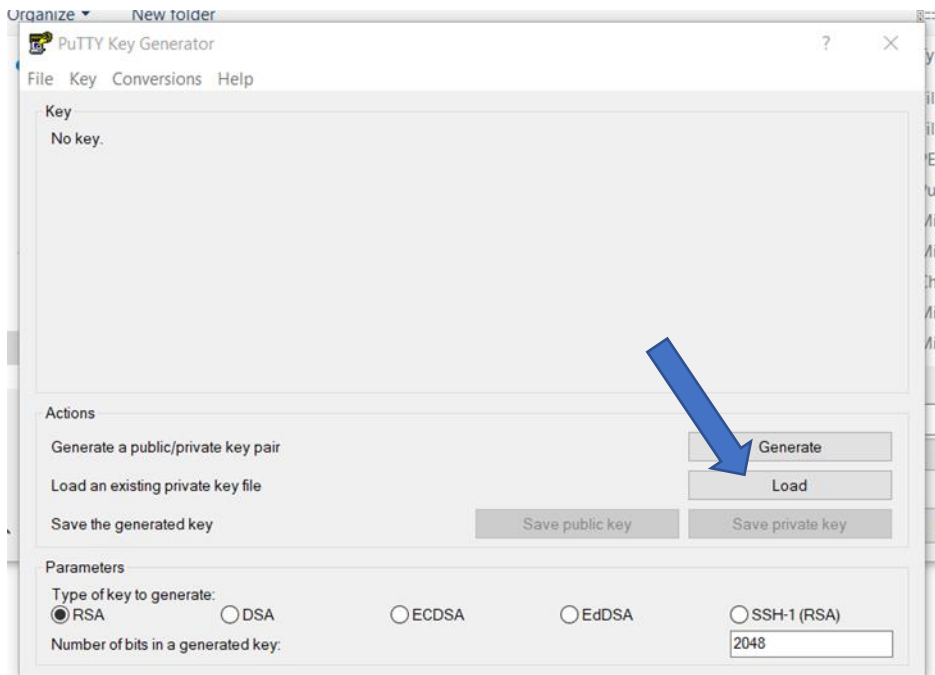 Organize New folder
PuTTY Key Generator ?
File Key Conversions Help
Key
No key.
Actions
Generate a public/private key pair Generate
Load an existing private key file Load
Save the generated key Save public key Save private key
Parameters
Type of key to generate:
RSA DSA ECDSA EdDSA SSH-1 (RSA)
Number of bits in a generated key: 2048